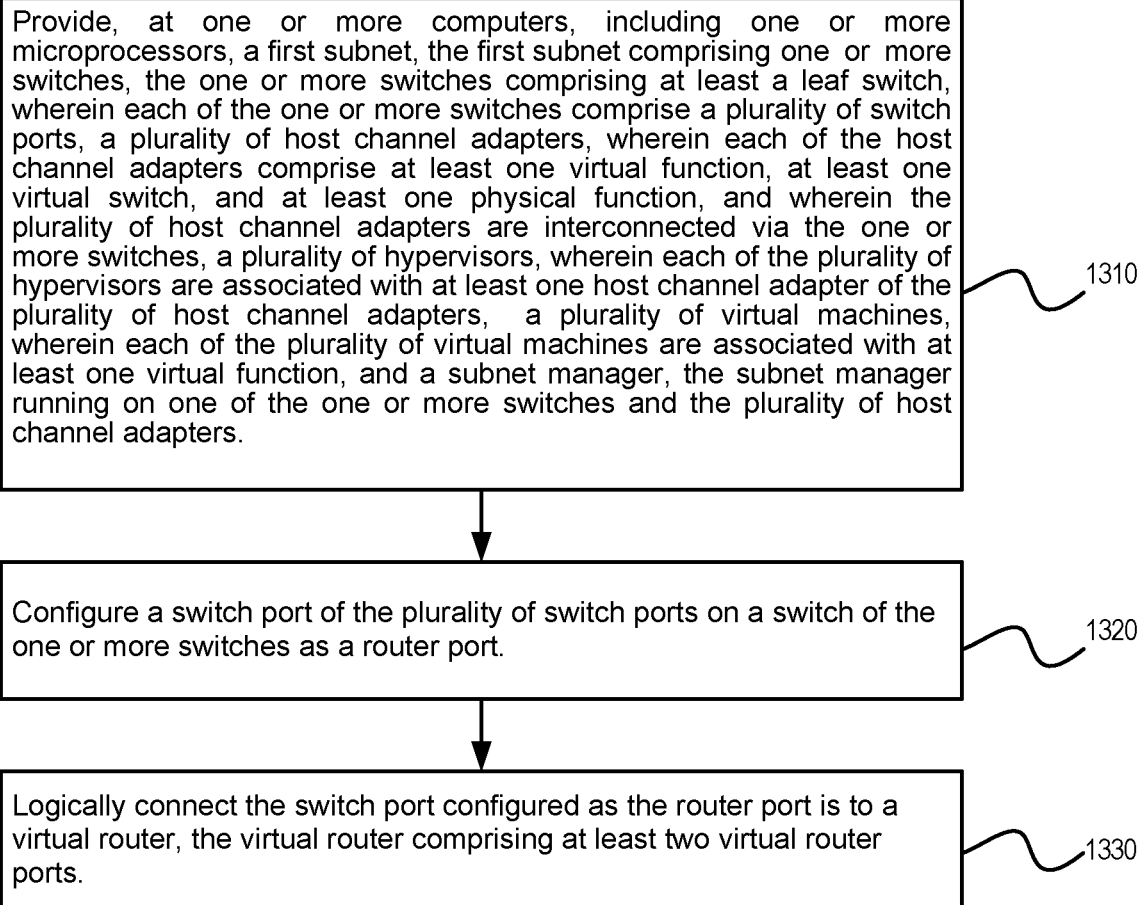 Provide, at one or more computers, including one or more
microprocessors, a first subnet, the first subnet comprising one or more
switches, the one or more switches comprising at least a leaf switch,
wherein each of the one or more switches comprise a plurality of switch
ports, a plurality of host channel adapters, wherein each of the host
channel adapters comprise at least one virtual function, at least one
virtual switch, and at least one physical function, and wherein the
plurality of host channel adapters are interconnected via the one or
more switches, a plurality of hypervisors, wherein each of the plurality of
hypervisors are associated with at least one host channel adapter of the
plurality of host channel adapters, a plurality of virtual machines,
wherein each of the plurality of virtual machines are associated with at
least one virtual function, and a subnet manager, the subnet manager
running on one of the one or more switches and the plurality of host
channel adapters.
1310
Configure a switch port of the plurality of switch ports on a switch of the
one or more switches as a router port.
1320
Logically connect the switch port configured as the router port is to a
virtual router, the virtual router comprising at least two virtual router
ports.
1330